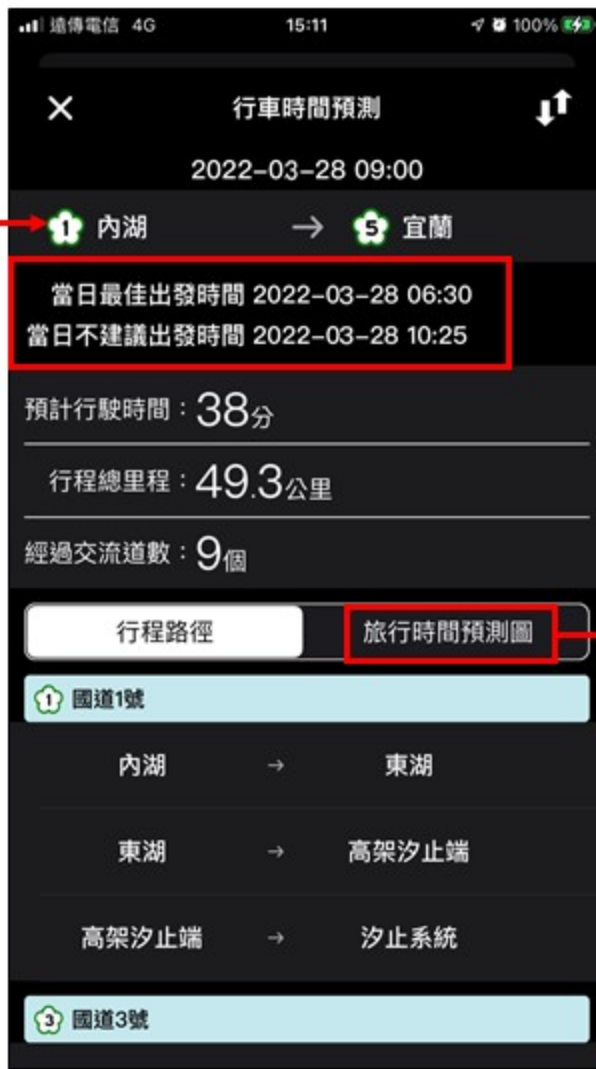 遠傳電信 4G 15:11 100%
行車時間預測
2022-03-28 09:00
1 內湖 → 5 宜蘭
當日最佳出發時間 2022-03-28 06:30
當日不建議出發時間 2022-03-28 10:25
預計行駛時間：38分
行程總里程：49.3公里
經過交流道數：9個
行程路徑 旅行時間預測圖
1 國道1號
內湖 → 東湖
東湖 → 高架汐止端
高架汐止端 → 汐止系統
3 國道3號